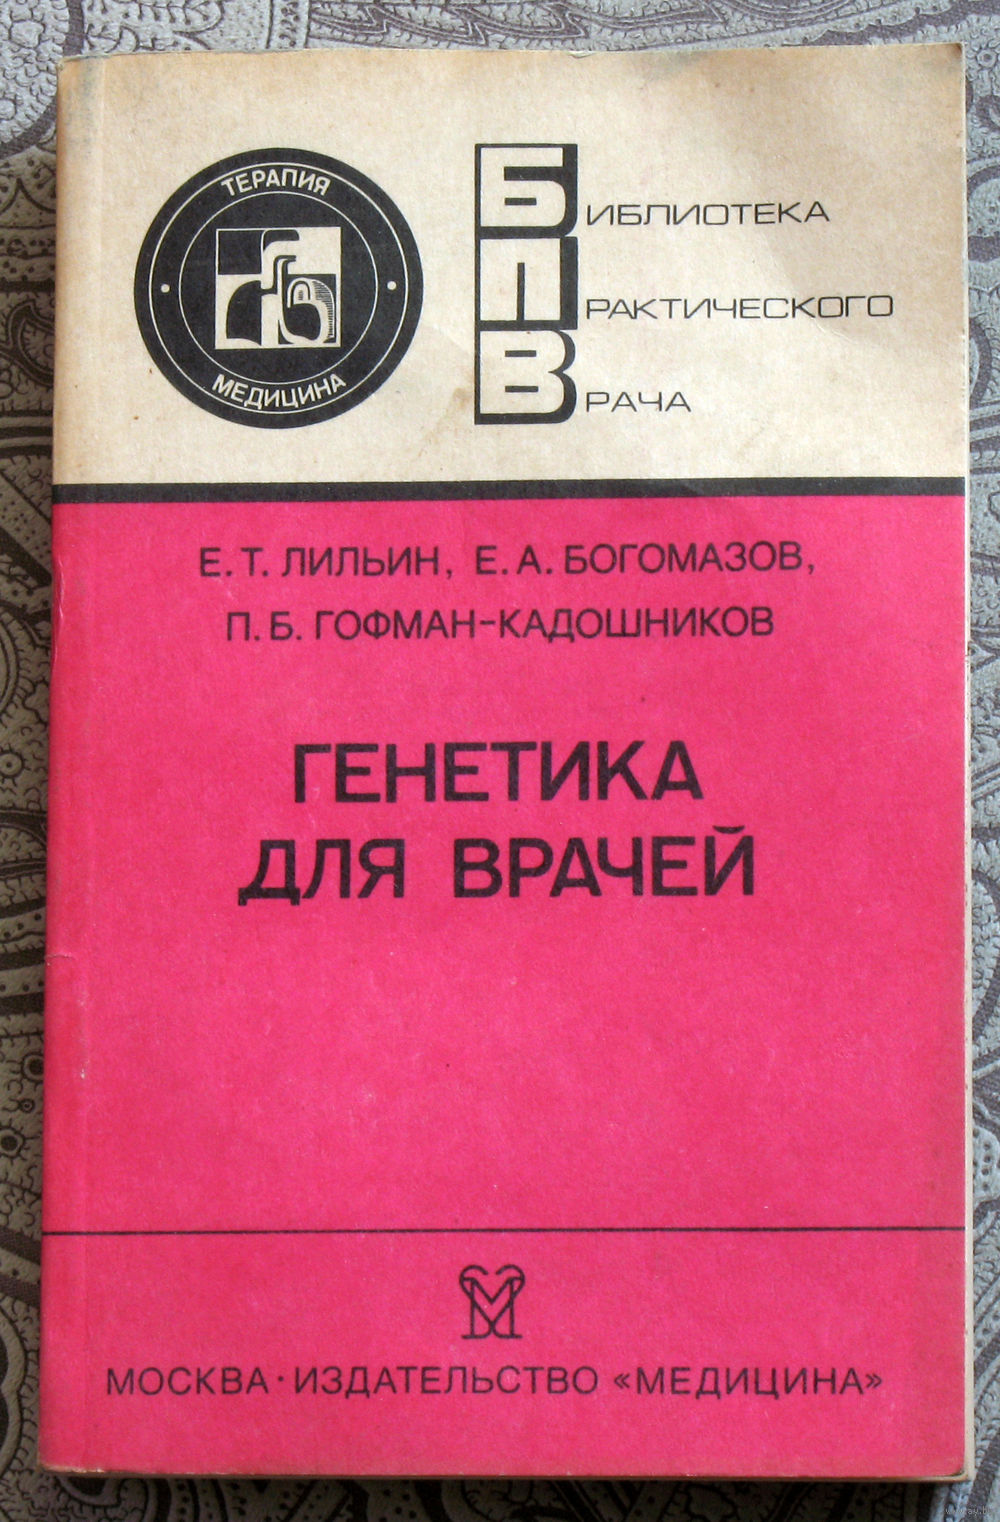 ТЕРАПИЯ
МЕДИЦИНА
БИБЛИОТЕКА
ПРАКТИЧЕСКОГО
ВРАЧА
Е.Т. ЛИЛЬИН, Е.А. БОГОМАЗОВ,
П.Б. ГОФМАН-КАДОШНИКОВ
ГЕНЕТИКА
ДЛЯ ВРАЧЕЙ
МОСКВА · ИЗДАТЕЛЬСТВО «МЕДИЦИНА»